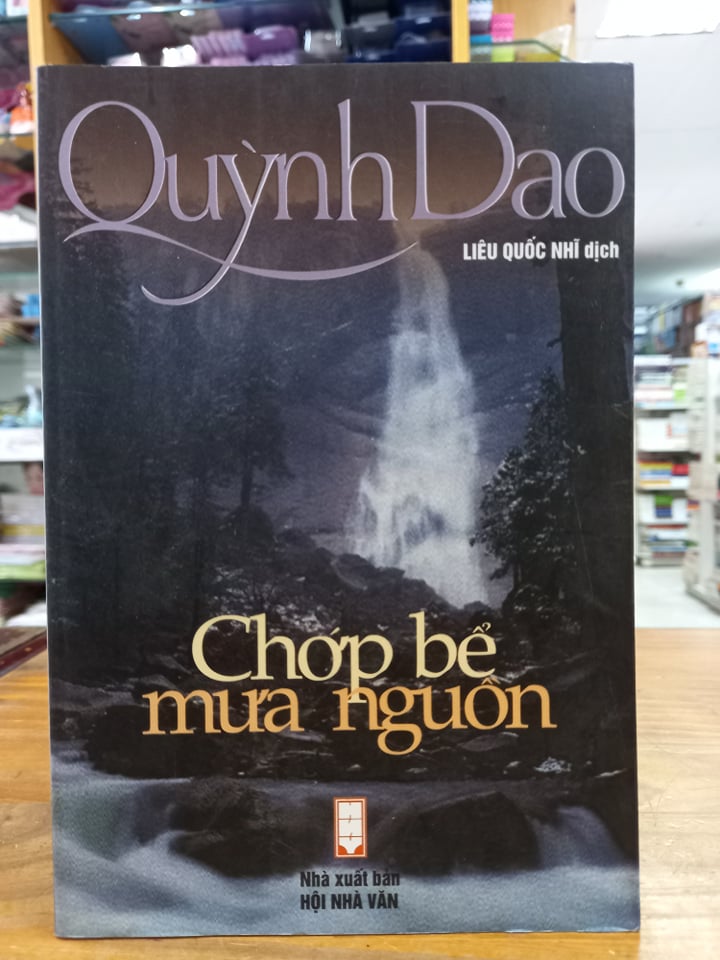 Quỳnh Dao
LIÊU QUỐC NHĨ dịch
Chớp bể
mưa nguồn
Nhà xuất bản
HỘI NHÀ VĂN